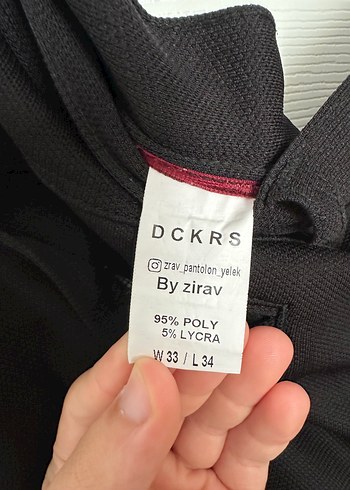 DCKRS
zrav_pantolon_yelek
By zirav
95% POLY
5% LYCRA
W 33 / L 34